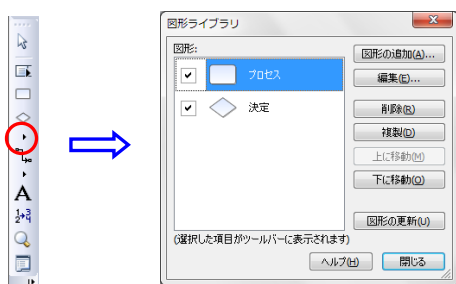 図形ライブラリ
図形:
プロセス
決定
図形の追加(A)...
編集(E)...
削除(R)
複製(D)
上に移動(M)
下に移動(O)
図形の更新(U)
(選択した項目がツールバーに表示されます)
ヘルプ(H)
閉じる
A